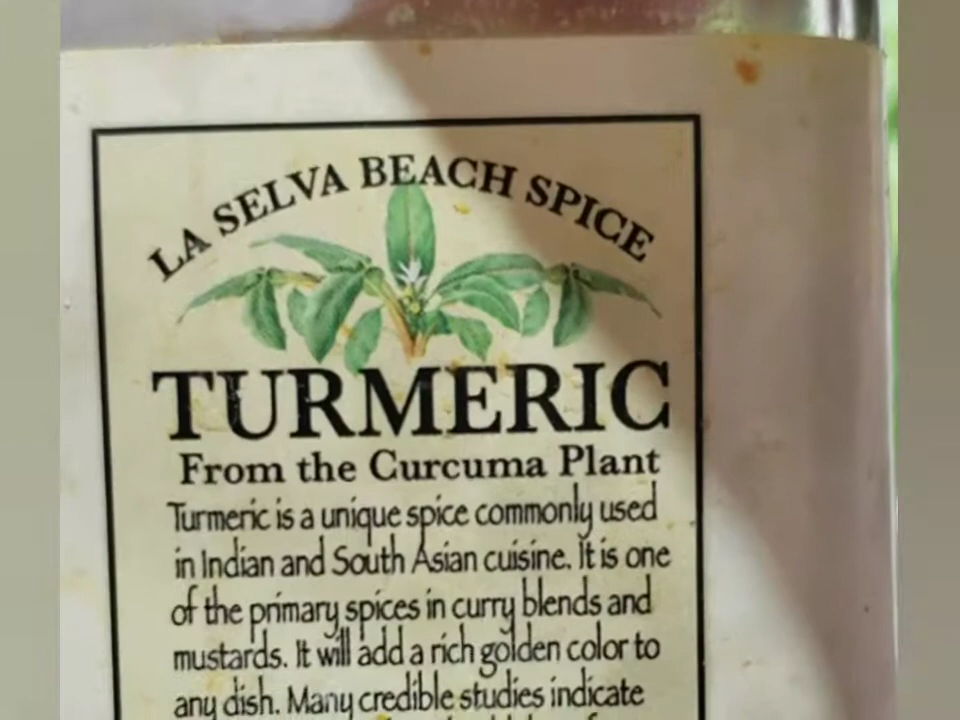 LA SELVA BEACH SPICE
TURMERIC
From the Curcuma Plant
Turmeric is a unique spice commonly used
in Indian and South Asian cuisine. It is one
of the primary spices in curry blends and
mustards. It will add a rich golden color to
any dish. Many credible studies indicate